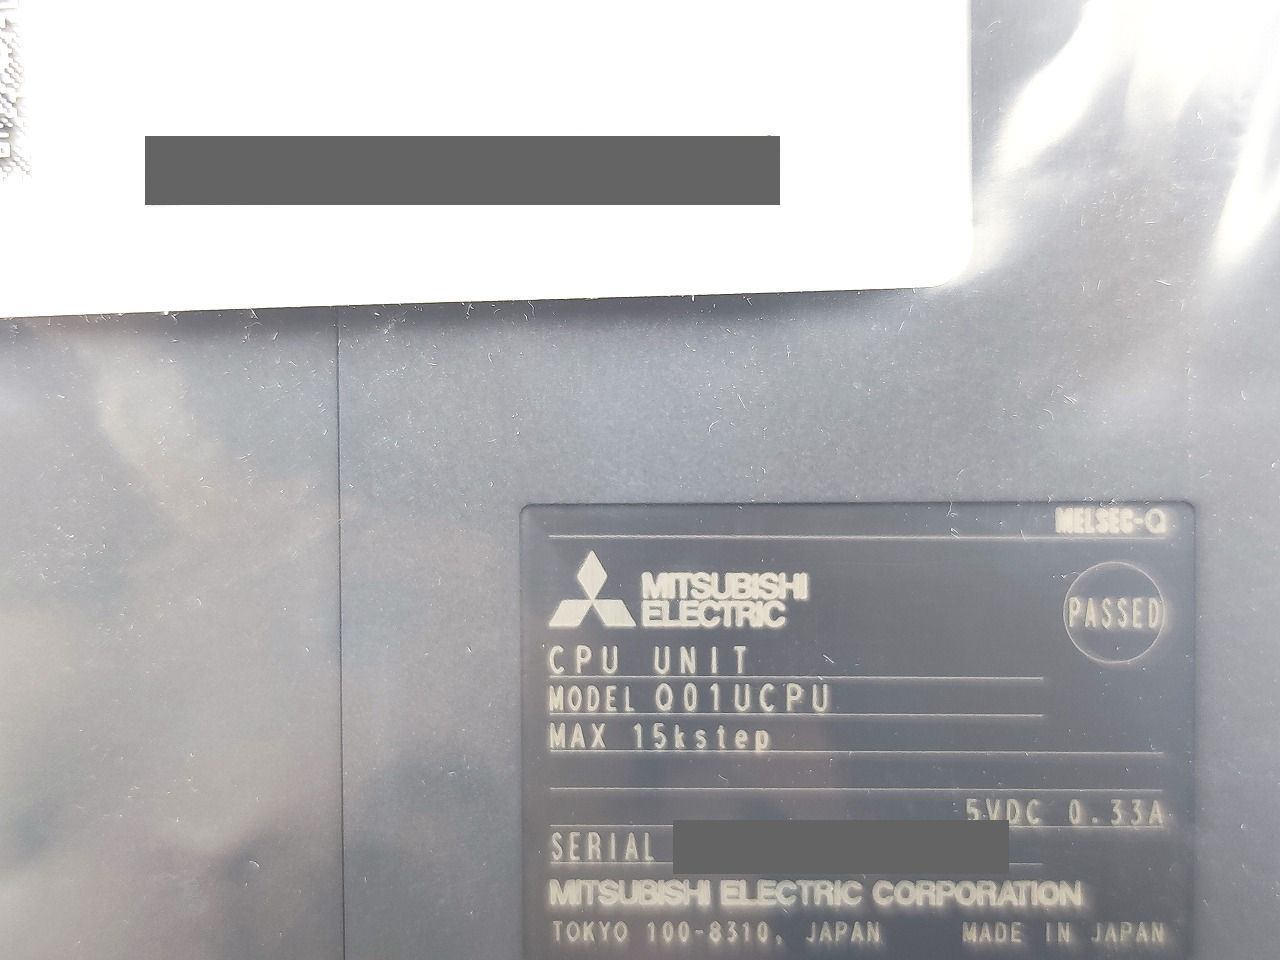 MELSEC-Q
MITSUBISHI
ELECTRIC
PASSED
CPU UNIT
MODEL Q01UCPU
MAX 15kstep
5VDC 0.33A
SERIAL
MITSUBISHI ELECTRIC CORPORATION
TOKYO 100-8310, JAPAN MADE IN JAPAN